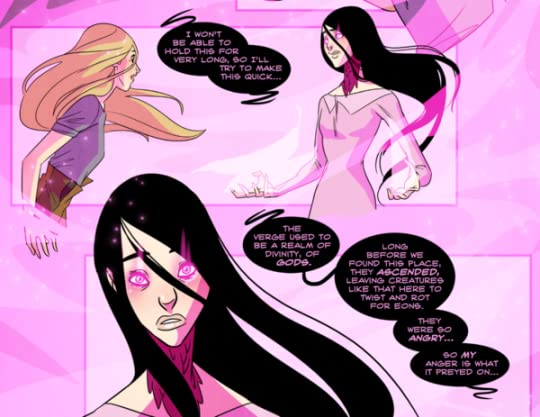 I WON'T
BE ABLE TO
HOLD THIS FOR
VERY LONG, SO I'LL
TRY TO MAKE
THIS QUICK...
THE
VERGE USED TO
BE A REALM OF
DIVINITY, OF
GODS.
LONG
BEFORE WE
FOUND THIS PLACE,
THEY ASCENDED,
LEAVING CREATURES
LIKE THAT HERE TO
TWIST AND ROT
FOR EONS.
THEY
WERE SO
ANGRY...
SO MY
ANGER IS WHAT
IT PREYED ON...